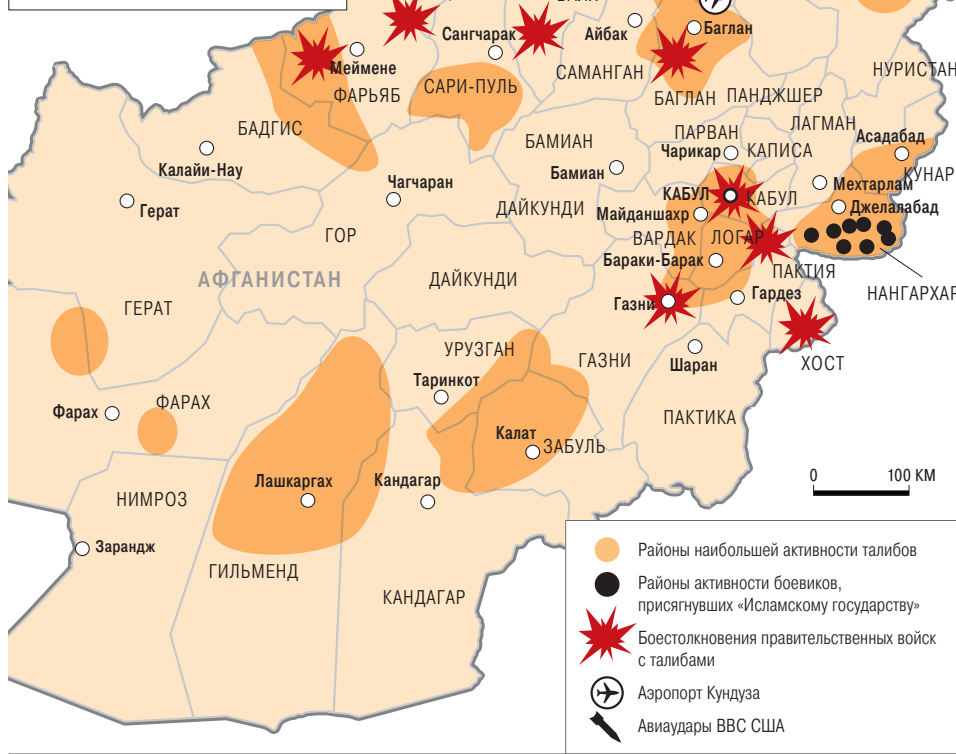 Сангчарак
Айбак
Баглан
Меймене
ФАРЬЯБ
САРИ-ПУЛЬ
САМАНГАН
БАГЛАН
ПАНДЖШЕР
НУРИСТАН
БАДГИС
БАМИАН
ПАРВАН
ЛАГМАН
Асадабад
Калайи-Нау
Чарикар
КАПИСА
Чагчаран
Бамиан
КУНАР
Мехтарлам
КАБУЛ
КАБУЛ
Герат
ДАЙКУНДИ
Майданшахр
Джелалабад
ГОР
ВАРДАК
ЛОГАР
Бараки-Барак
ПАКТИЯ
АФГАНИСТАН
ДАЙКУНДИ
НАНГАРХАР
ГЕРАТ
Газни
Гардез
УРУЗГАН
ГАЗНИ
Шаран
ХОСТ
Таринкот
Фарах
ФАРАХ
ПАКТИКА
Калат
ЗАБУЛЬ
Лашкаргах
Кандагар
0 100 КМ
НИМРОЗ
Зарандж
ГИЛЬМЕНД
КАНДАГАР
Районы наибольшей активности талибов
Районы активности боевиков,
присягнувших «Исламскому государству»
Боестолкновения правительственных войск
с талибами
Аэропорт Кундуза
Авиаудары ВВС США